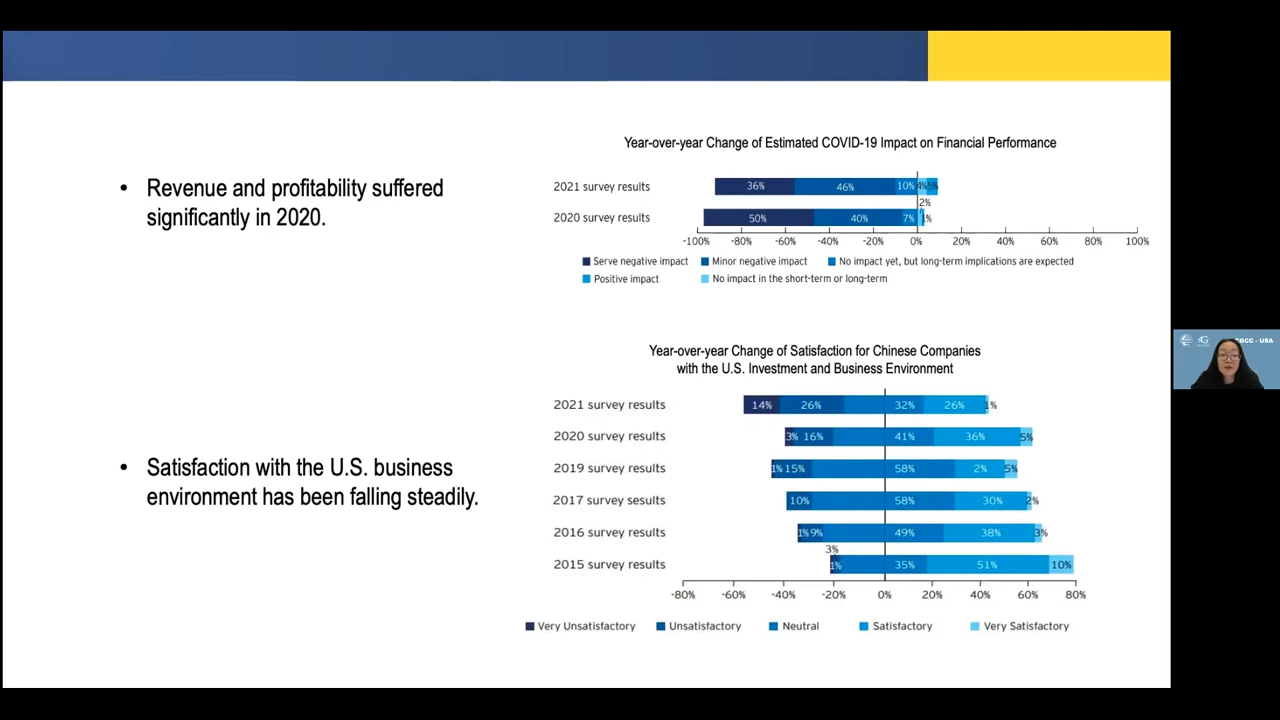 Year-over-year Change of Estimated COVID-19 Impact on Financial Performance
• Revenue and profitability suffered
significantly in 2020.
2021 survey results 36% 46% 10% 4% 5%
2%
2020 survey results 50% 40% 7% 1%
-100% -80% -60% -40% -20% 0% 20% 40% 60% 80% 100%
Serve negative impact Minor negative impact No impact yet, but long-term implications are expected
Positive impact No impact in the short-term or long-term
CGCC - USA
Year-over-year Change of Satisfaction for Chinese Companies
with the U.S. Investment and Business Environment
• Satisfaction with the U.S. business
environment has been falling steadily.
2021 survey results 14% 26% 32% 26% 1%
2020 survey results 3% 16% 41% 36% 5%
2019 survey results 1% 15% 58% 2% 5%
2017 survey sesults 10% 58% 30% 2%
2016 survey results 1% 9% 49% 38% 3%
3%
2015 survey results 1% 35% 51% 10%
-80% -60% -40% -20% 0% 20% 40% 60% 80%
Very Unsatisfactory Unsatisfactory Neutral Satisfactory Very Satisfactory